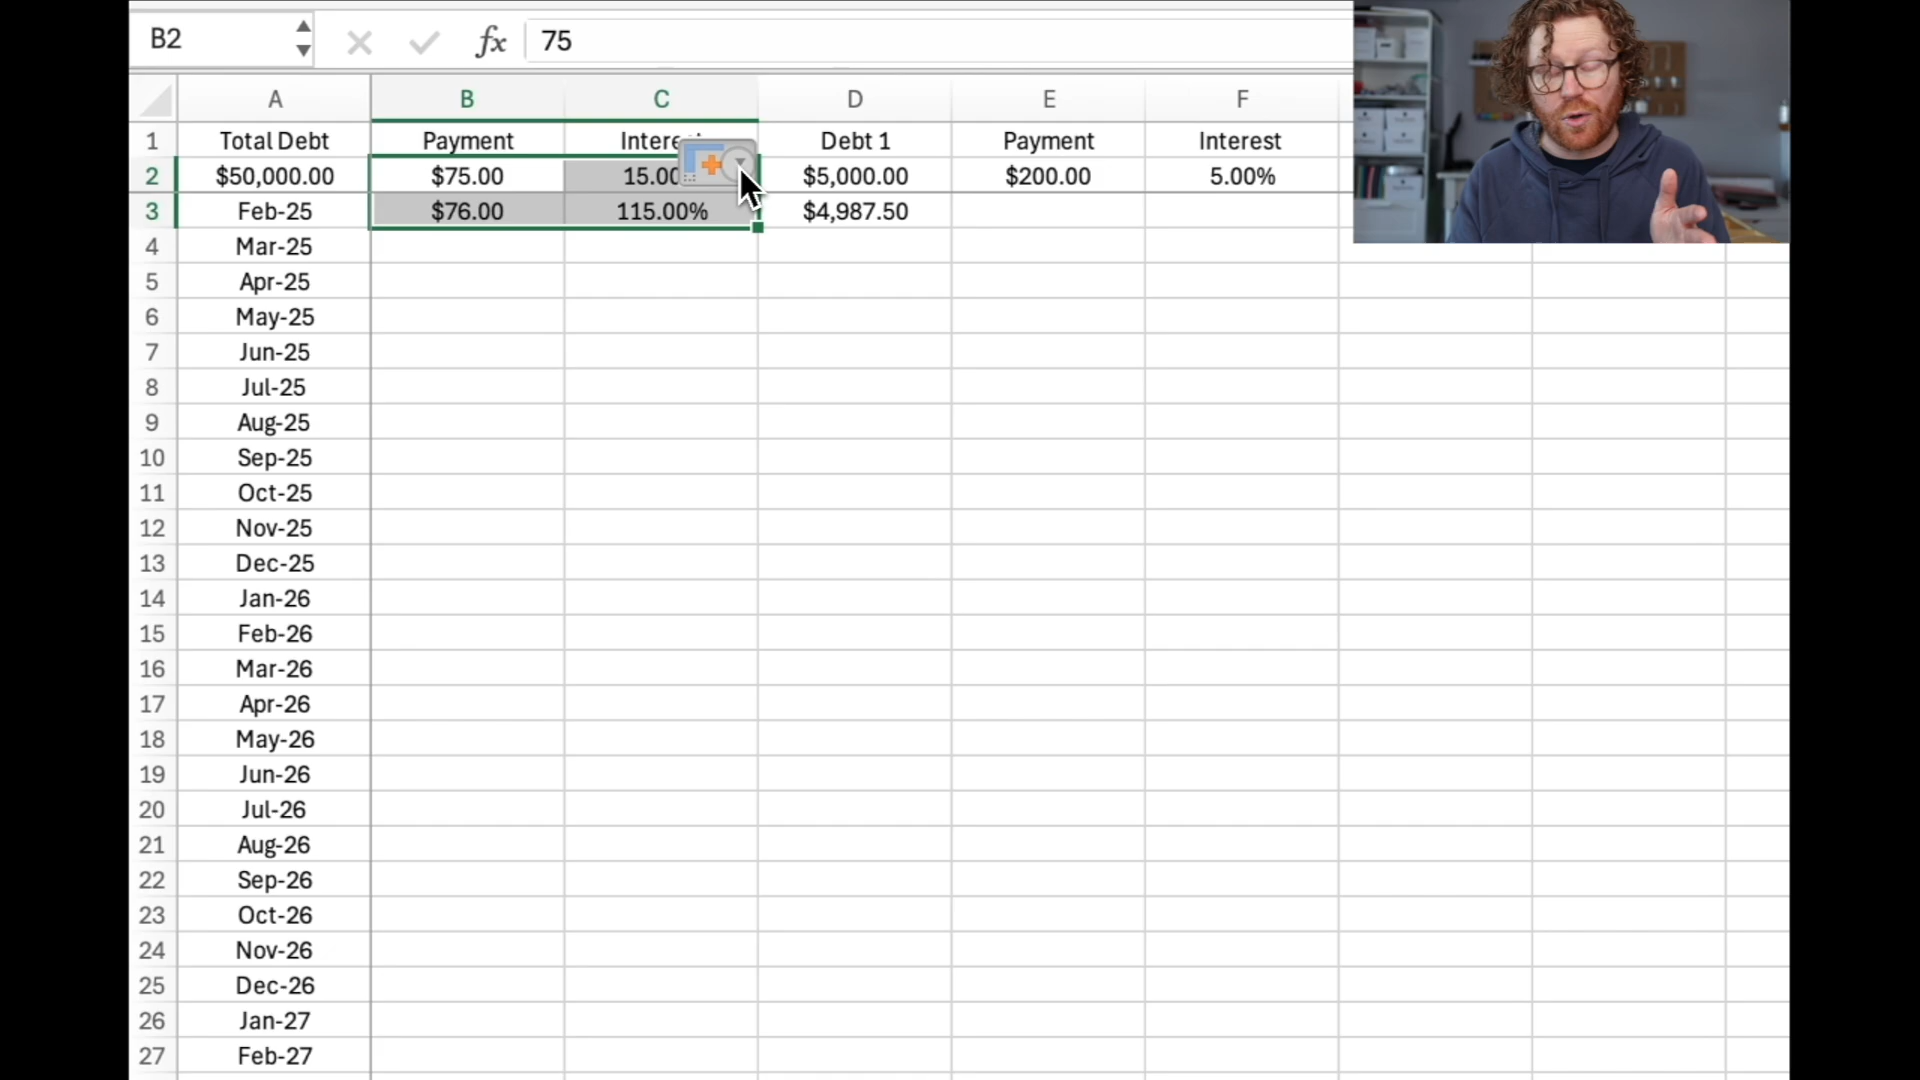 B2 fx 75
A B C D E F
1 Total Debt Payment Debt 1 Payment Interest
2 $50,000.00 $75.00 $5,000.00 $200.00 5.00%
3 Feb-25 $76.00 115.00% $4,987.50
4 Mar-25
5 Apr-25
6 May-25
7 Jun-25
8 Jul-25
9 Aug-25
10 Sep-25
11 Oct-25
12 Nov-25
13 Dec-25
14 Jan-26
15 Feb-26
16 Mar-26
17 Apr-26
18 May-26
19 Jun-26
20 Jul-26
21 Aug-26
22 Sep-26
23 Oct-26
24 Nov-26
25 Dec-26
26 Jan-27
27 Feb-27